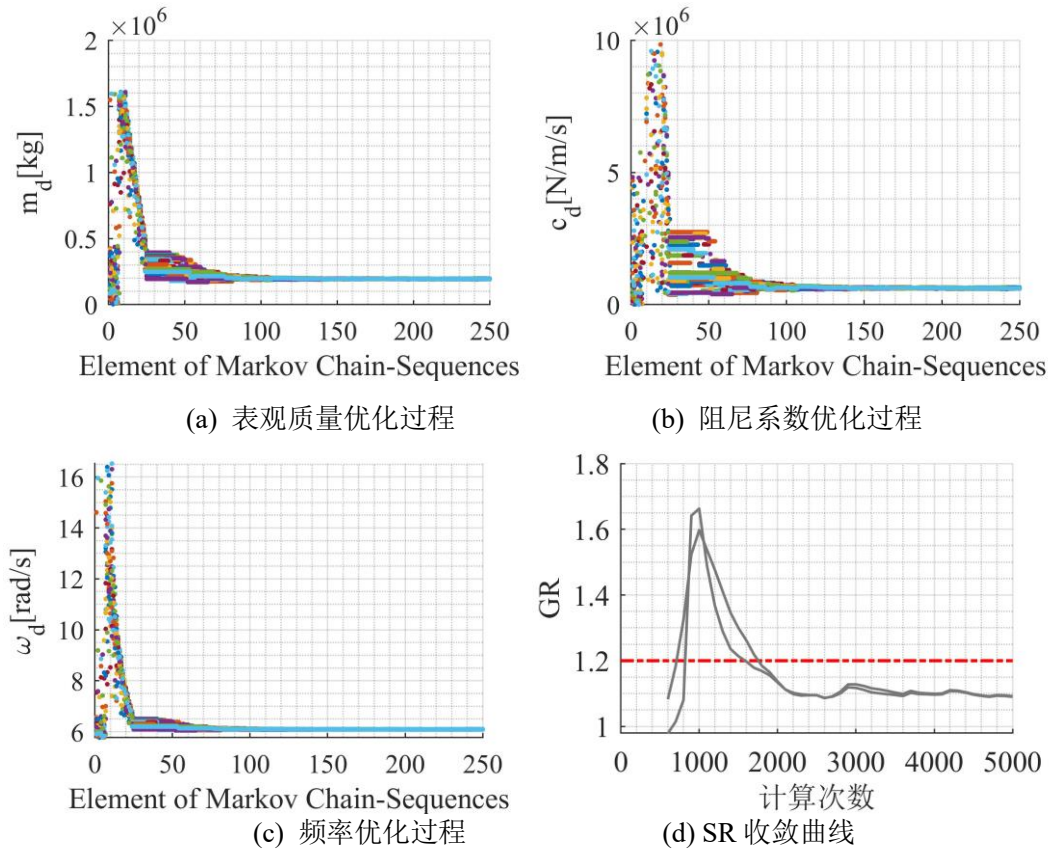 ×10^6
2
1.5
1
0.5
0
m_d[kg]
0 50 100 150 200 250
Element of Markov Chain-Sequences
(a) 表观质量优化过程
×10^6
10
5
0
c_d[N/m/s]
0 50 100 150 200 250
Element of Markov Chain-Sequences
(b) 阻尼系数优化过程
16
14
12
10
8
6
ω_d[rad/s]
0 50 100 150 200 250
Element of Markov Chain-Sequences
(c) 频率优化过程
1.8
1.6
1.4
1.2
1
GR
0 1000 2000 3000 4000 5000
计算次数
(d) SR 收敛曲线